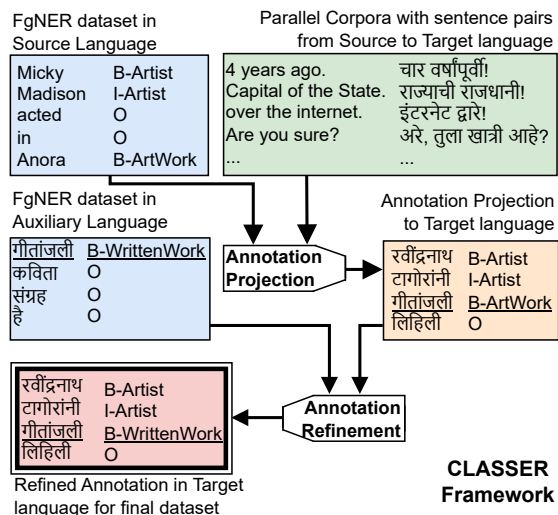 FgNER dataset in
Source Language
Micky B-Artist
Madison I-Artist
acted O
in O
Anora B-ArtWork
Parallel Corpora with sentence pairs
from Source to Target language
4 years ago. चार वर्षांपूर्वी!
Capital of the State. राज्याची राजधानी!
over the internet. इंटरनेट द्वारे!
Are you sure? अरे, तुला खात्री आहे?
... ...
FgNER dataset in
Auxiliary Language
गीतांजली B-WrittenWork
कविता O
संग्रह O
है O
Annotation
Projection
Annotation Projection
to Target language
रवींद्रनाथ B-Artist
टागोरांनी I-Artist
गीतांजली B-ArtWork
लिहिली O
Annotation
Refinement
रवींद्रनाथ B-Artist
टागोरांनी I-Artist
गीतांजली B-WrittenWork
लिहिली O
Refined Annotation in Target
language for final dataset
CLASSER
Framework